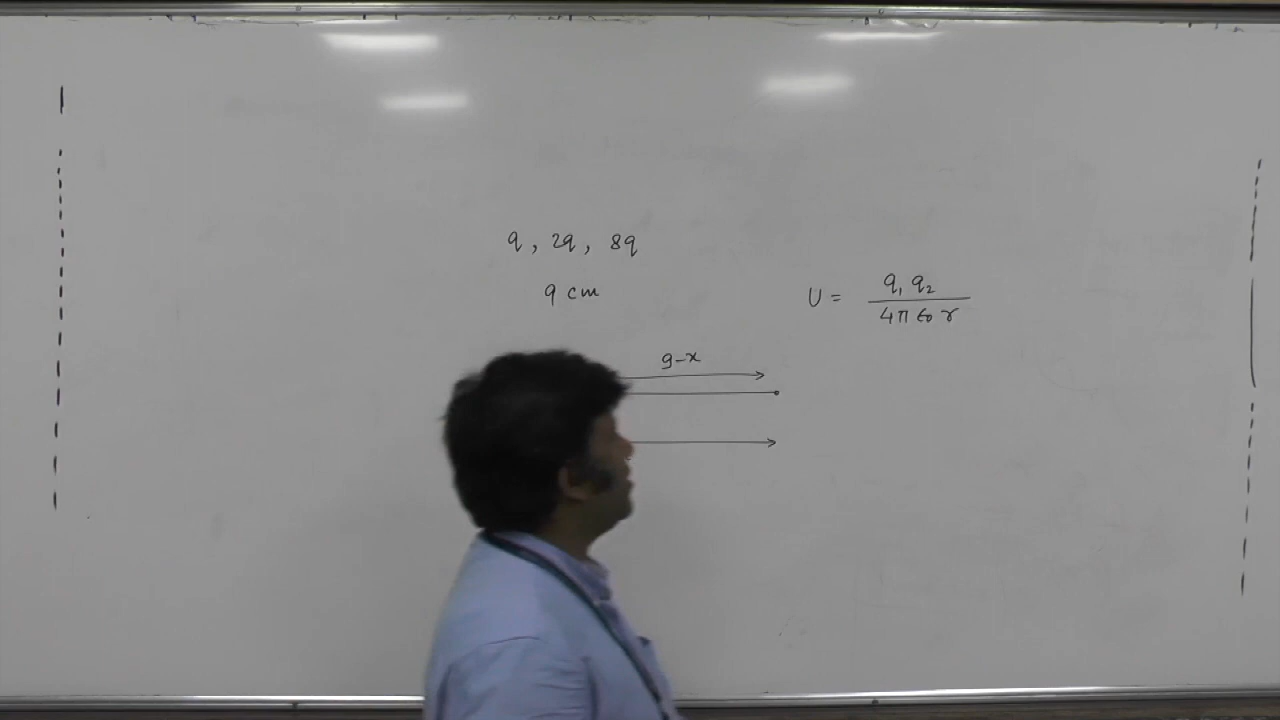 q, 2q, 8q
9 cm
U = q₁ q₂ / 4π ε₀ r
9-x